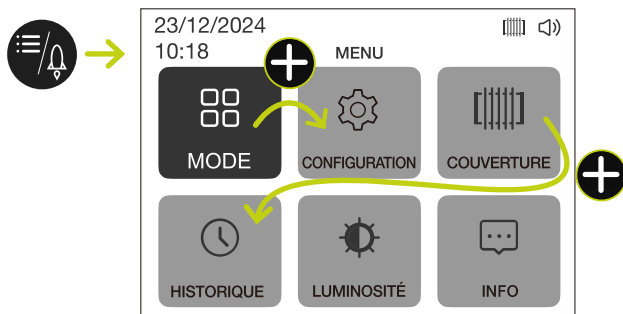 23/12/2024
10:18
MENU
MODE
CONFIGURATION
COUVERTURE
HISTORIQUE
LUMINOSITÉ
INFO